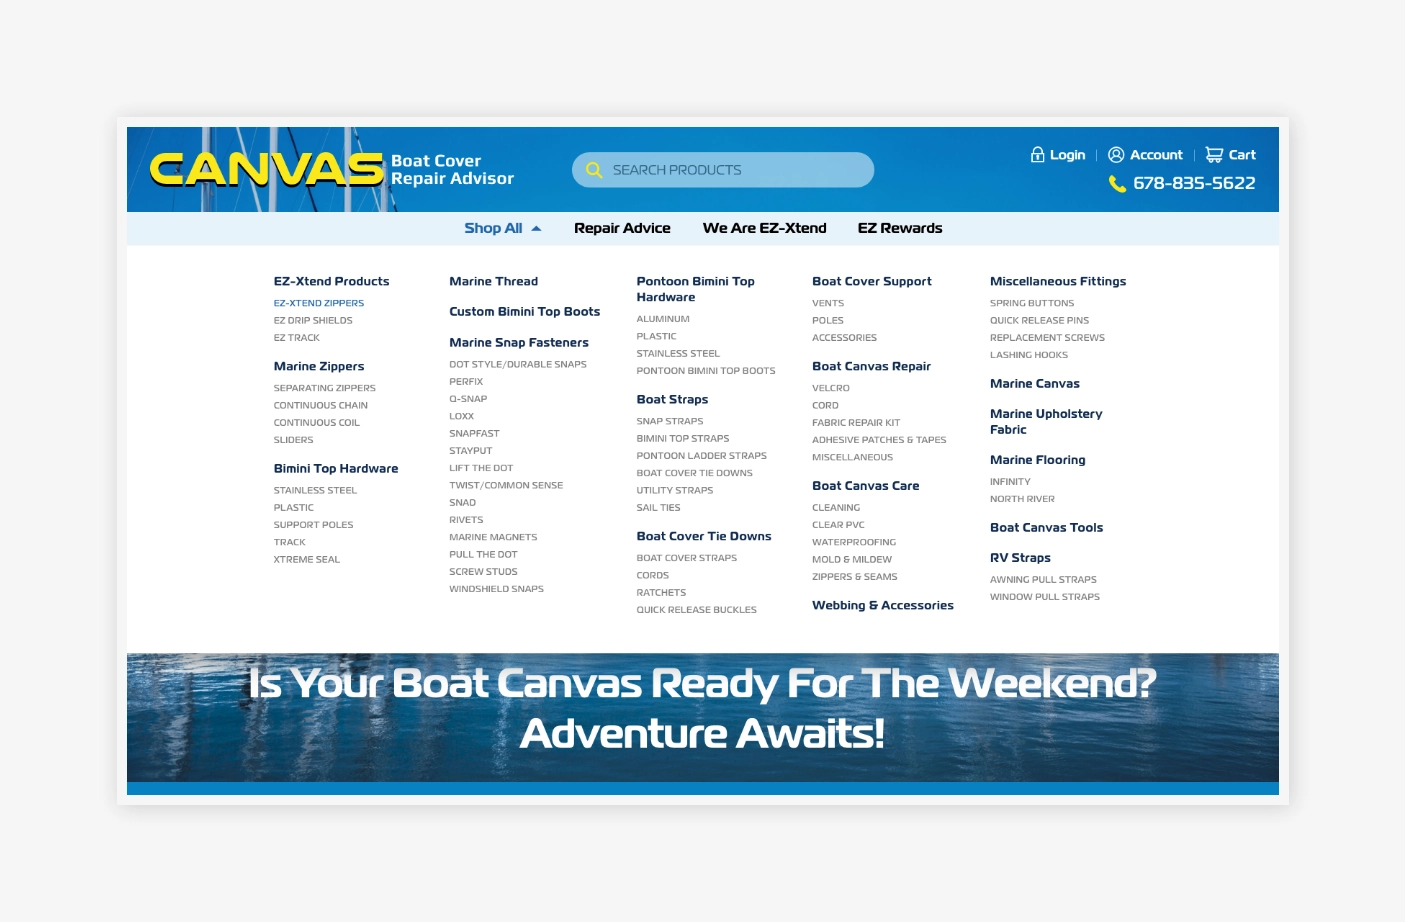 CANVAS
Boat Cover
Repair Advisor
SEARCH PRODUCTS
Login
Account
Cart
678-835-5622
Shop All
Repair Advice
We Are EZ-Xtend
EZ Rewards
EZ-Xtend Products
EZ-XTEND ZIPPERS
EZ DRIP SHIELDS
EZ TRACK
Marine Zippers
SEPARATING ZIPPERS
CONTINUOUS CHAIN
CONTINUOUS COIL
SLIDERS
Bimini Top Hardware
STAINLESS STEEL
PLASTIC
SUPPORT POLES
TRACK
XTREME SEAL
Marine Thread
Custom Bimini Top Boots
Marine Snap Fasteners
DOT STYLE/DURABLE SNAPS
PERFIX
Q-SNAP
LOXX
SNAPFAST
STAYPUT
LIFT THE DOT
TWIST/COMMON SENSE
SNAD
RIVETS
MARINE MAGNETS
PULL THE DOT
SCREW STUDS
WINDSHIELD SNAPS
Pontoon Bimini Top
Hardware
ALUMINUM
PLASTIC
STAINLESS STEEL
PONTOON BIMINI TOP BOOTS
Boat Straps
SNAP STRAPS
BIMINI TOP STRAPS
PONTOON LADDER STRAPS
BOAT COVER TIE DOWNS
UTILITY STRAPS
SAIL TIES
Boat Cover Tie Downs
BOAT COVER STRAPS
CORDS
RATCHETS
QUICK RELEASE BUCKLES
Boat Cover Support
VENTS
POLES
ACCESSORIES
Boat Canvas Repair
VELCRO
CORD
FABRIC REPAIR KIT
ADHESIVE PATCHES & TAPES
MISCELLANEOUS
Boat Canvas Care
CLEANING
CLEAR PVC
WATERPROOFING
MOLD & MILDEW
ZIPPERS & SEAMS
Webbing & Accessories
Miscellaneous Fittings
SPRING BUTTONS
QUICK RELEASE PINS
REPLACEMENT SCREWS
LASHING HOOKS
Marine Canvas
Marine Upholstery
Fabric
Marine Flooring
INFINITY
NORTH RIVER
Boat Canvas Tools
RV Straps
AWNING PULL STRAPS
WINDOW PULL STRAPS
Is Your Boat Canvas Ready For The Weekend?
Adventure Awaits!